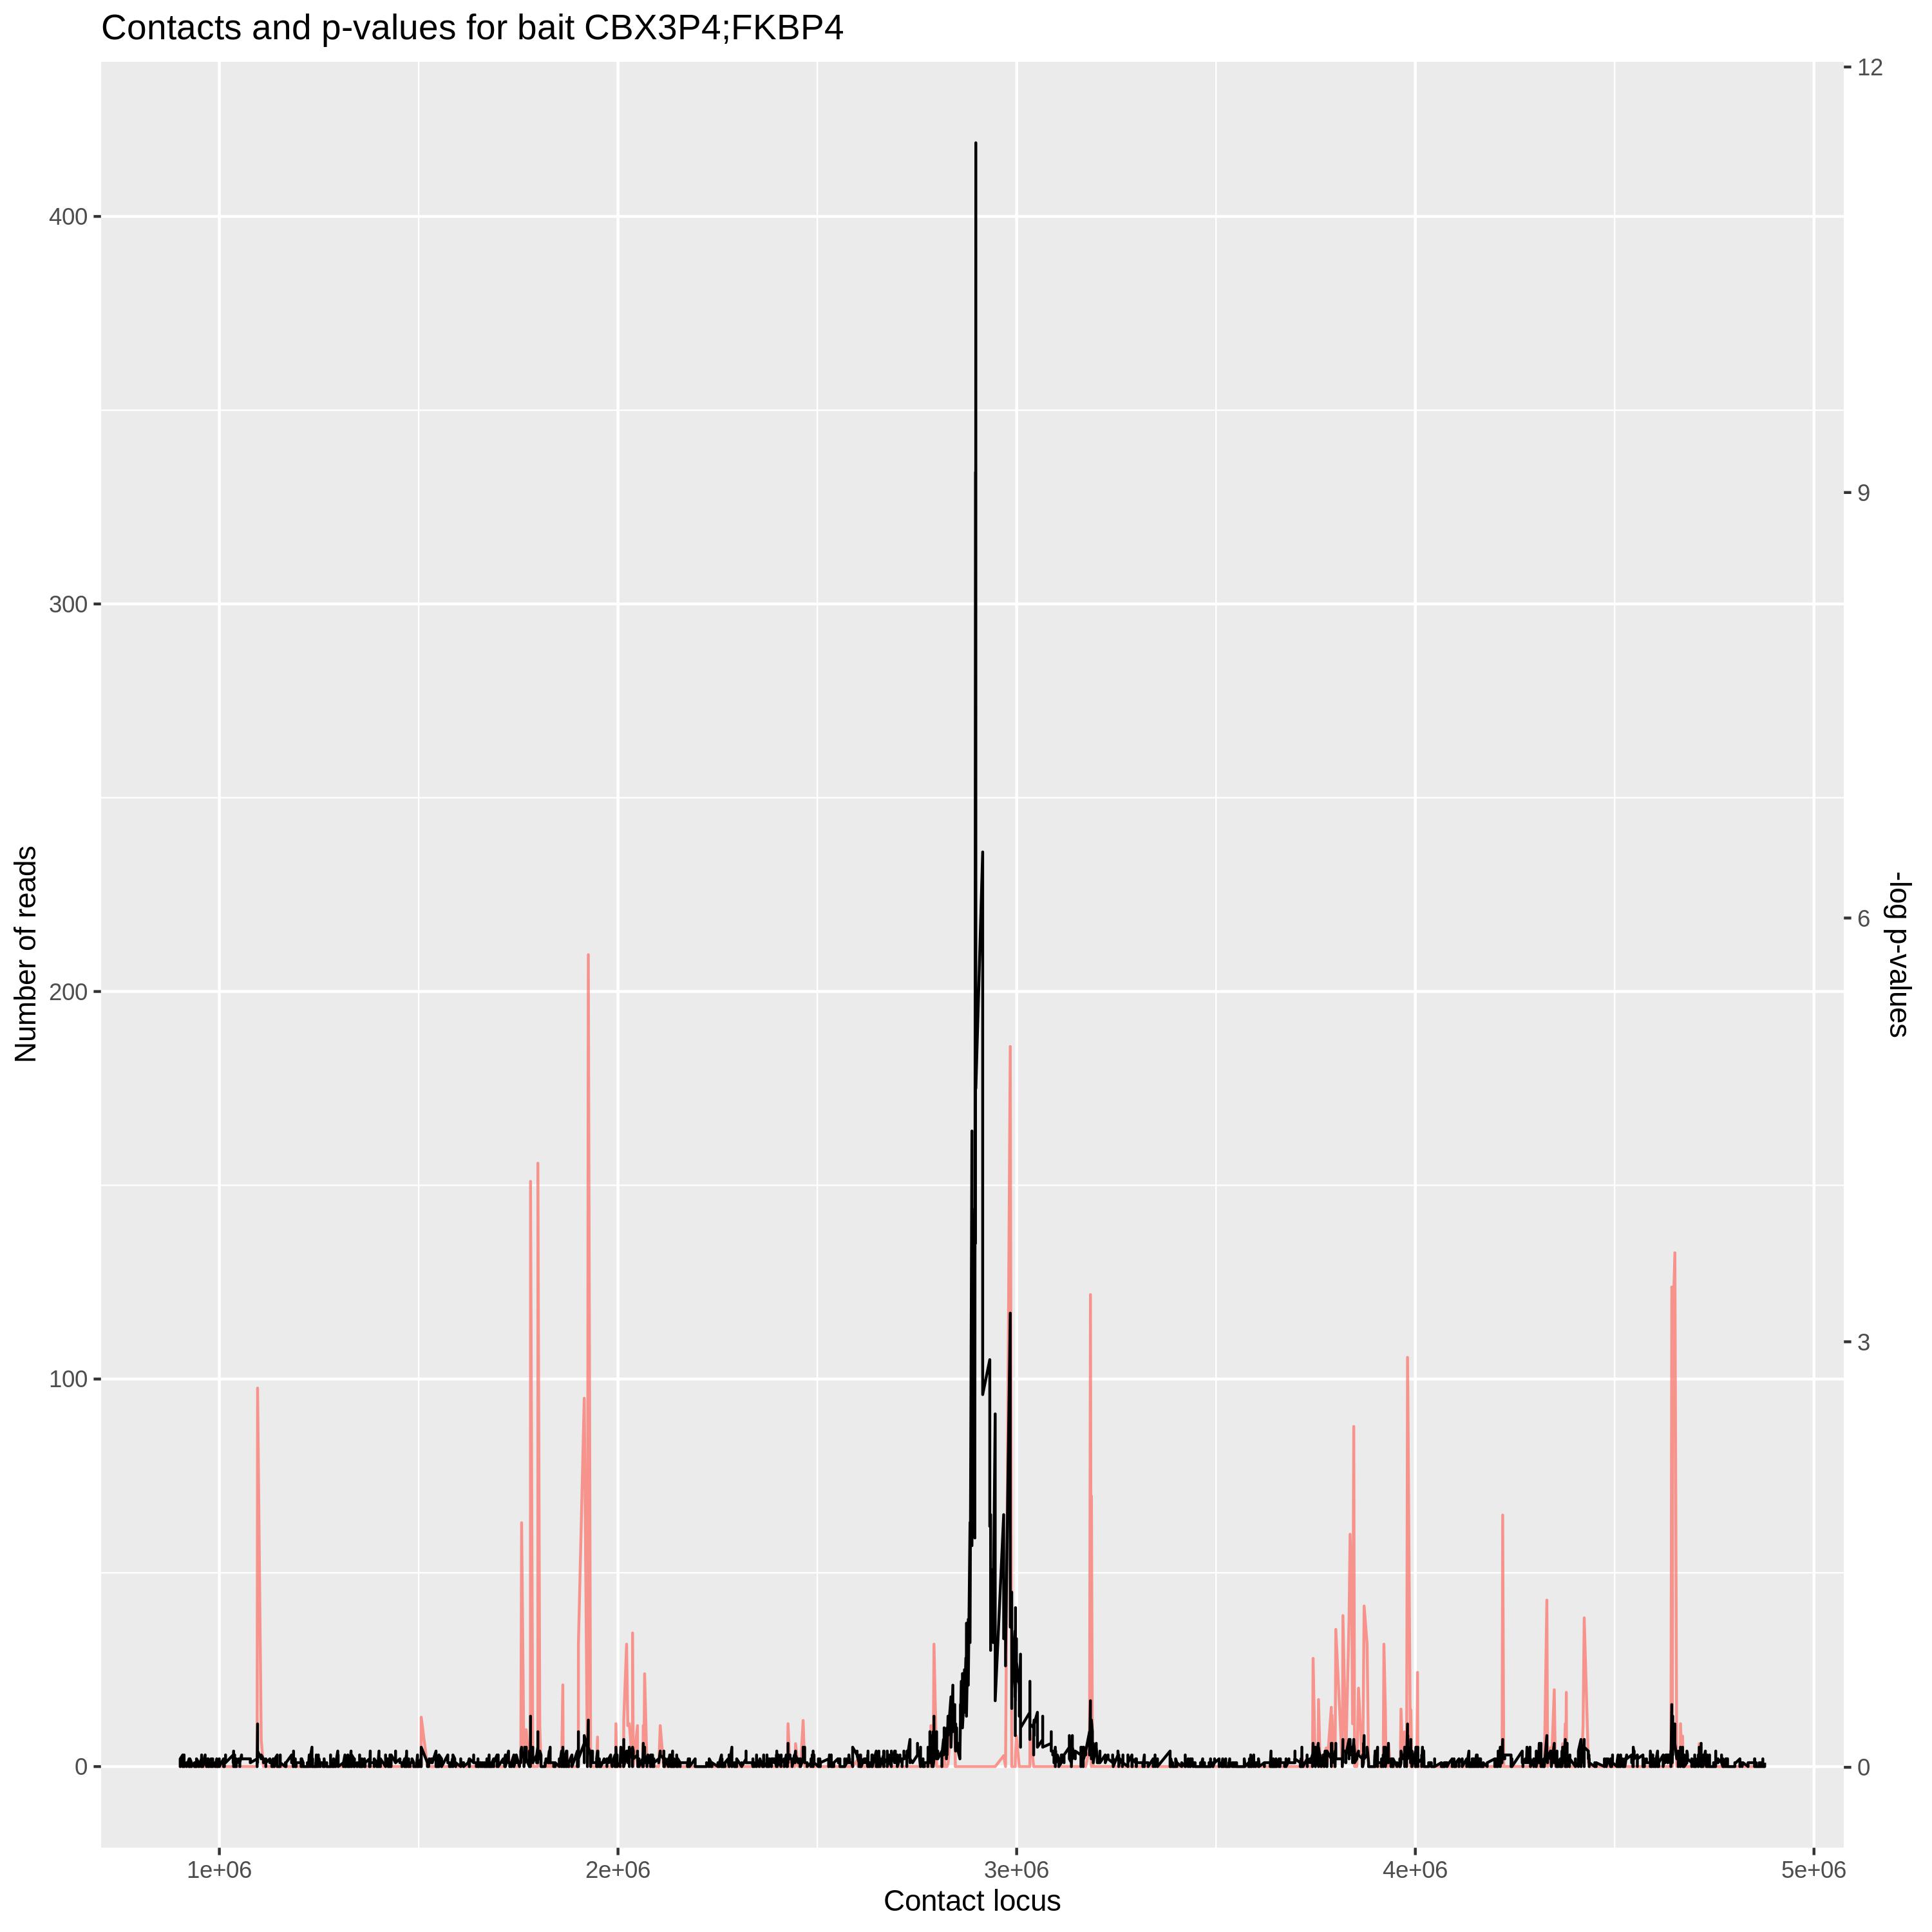 Contacts and p-values for bait CBX3P4;FKBP4
Number of reads
400
300
200
100
0
12
9
6
3
0
-log p-values
1e+06 2e+06 3e+06 4e+06 5e+06
Contact locus